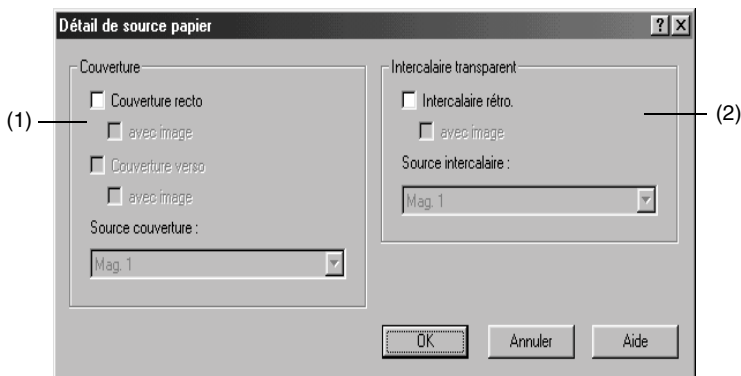 Détail de source papier
Couverture
Couverture recto
avec image
Couverture verso
avec image
Source couverture :
Mag. 1
(1)
Intercalaire transparent
Intercalaire rétro.
avec image
Source intercalaire :
Mag. 1
(2)
OK
Annuler
Aide